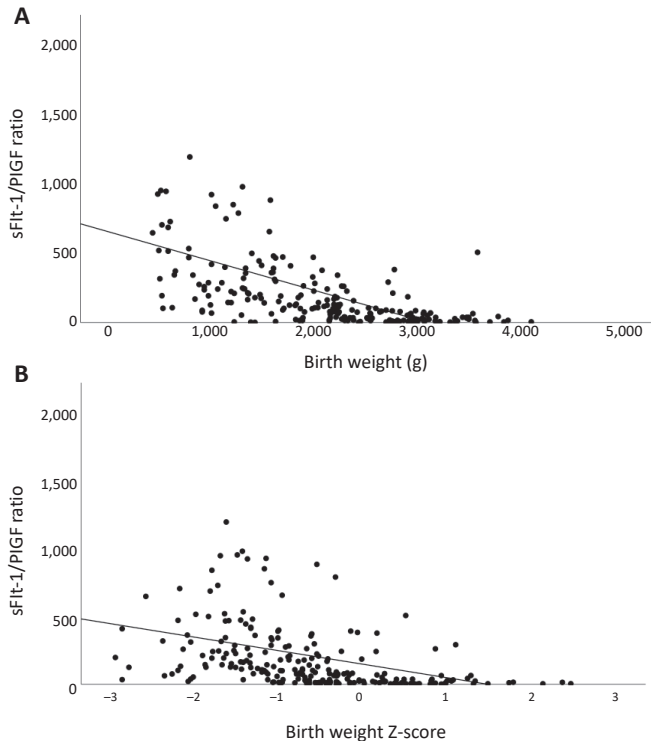 A
2,000
1,500
1,000
500
0
sFlt-1/PIGF ratio
0 1,000 2,000 3,000 4,000 5,000
Birth weight (g)
B
2,000
1,500
1,000
500
0
sFlt-1/PIGF ratio
–3 –2 –1 0 1 2 3
Birth weight Z-score